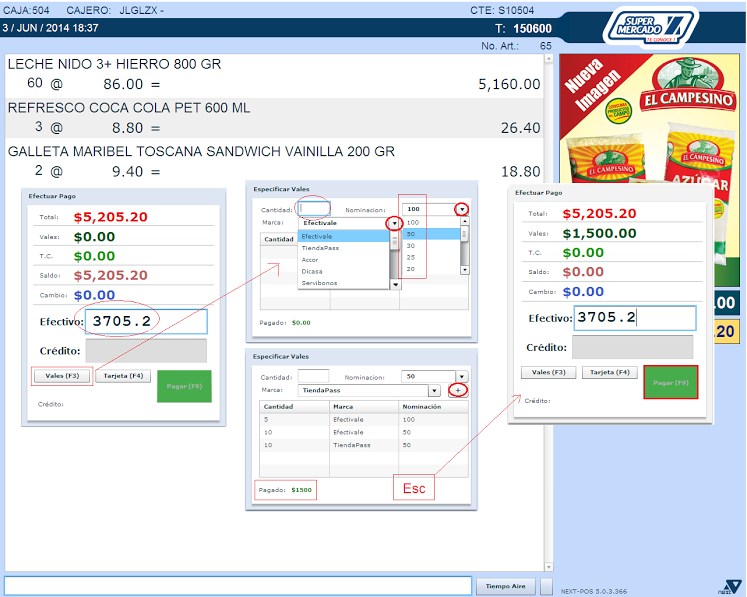 CAJA:504 CAJERO: JLGLZX - CTE: S10504
3 / JUN / 2014 18:37 T: 150600
No. Art.: 65
SUPER
MERCADO
TE CONOCE !
LECHE NIDO 3+ HIERRO 800 GR
60 @ 86.00 = 5,160.00
REFRESCO COCA COLA PET 600 ML
3 @ 8.80 = 26.40
GALLETA MARIBEL TOSCANA SANDWICH VAINILLA 200 GR
2 @ 9.40 = 18.80
Nueva
Imagen
EL CAMPESINO
EL CAMPESINO
EL CAMPESINO
AZÚCAR
Efectuar Pago
Total: $5,205.20
Vales: $0.00
T.C. $0.00
Saldo: $5,205.20
Cambio: $0.00
Efectivo: 3705.2
Crédito:
Vales (F3) Tarjeta (F4) Pagar (F9)
Crédito:
Especificar Vales
Cantidad: Nominacion: 100
Marca: Efectivale
Cantidad
Efectivale
TiendaPass
Accor
Dicasa
Servibonos
100
50
30
25
20
Pagado: $0.00
Especificar Vales
Cantidad: Nominacion: 50
Marca: TiendaPass +
Cantidad Marca Nominación
5 Efectivale 100
10 Efectivale 50
10 TiendaPass 50
Pagado: $1500
Esc
Efectuar Pago
Total: $5,205.20
Vales: $1,500.00
T.C. $0.00
Saldo: $0.00
Cambio: $0.00
Efectivo: 3705.2
Crédito:
Vales (F3) Tarjeta (F4) Pagar (F9)
Crédito:
.00
20
Tiempo Aire
NEXT-POS 5.0.3.366
next